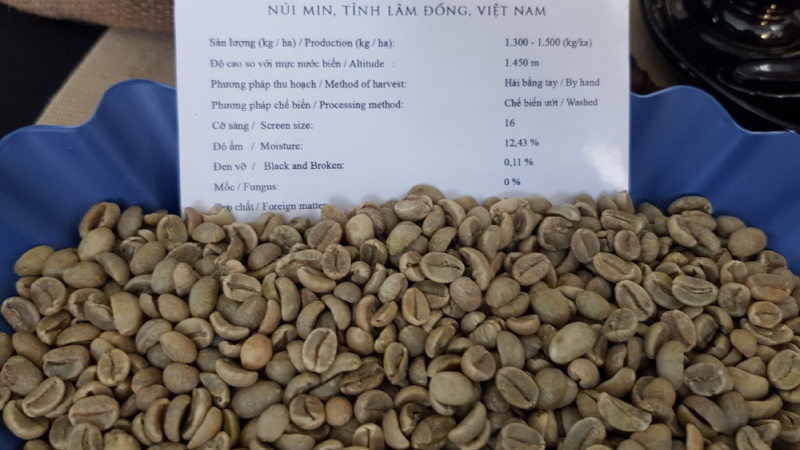 NÚI MIN, TỈNH LÂM ĐỒNG, VIỆT NAM
Sản lượng (kg / ha) / Production (kg / ha): 1.300 - 1.500 (kg/ha)
Độ cao so với mực nước biển / Altitude : 1.450 m
Phương pháp thu hoạch / Method of harvest: Hái bằng tay / By hand
Phương pháp chế biến / Processing method: Chế biến ướt / Washed
Cỡ sàng / Screen size: 16
Độ ẩm / Moisture: 12,43 %
Đen vỡ / Black and Broken: 0,11 %
Mốc / Fungus: 0 %
chất / Foreign matter